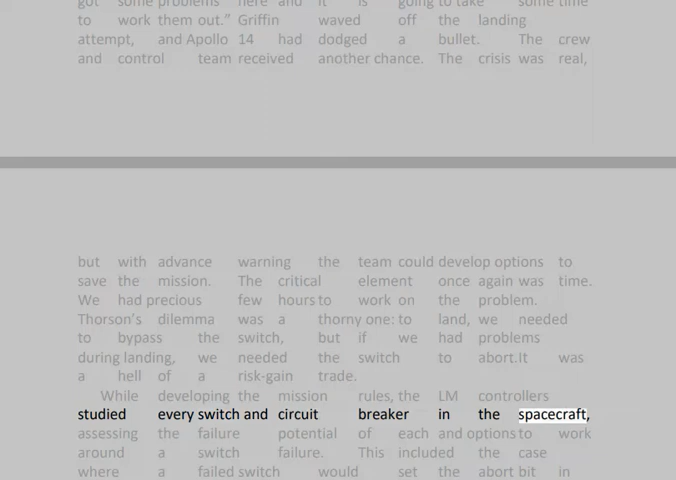 got some problems here and it is going to take some time
to work them out.” Griffin waved off the landing
attempt, and Apollo 14 had dodged a bullet. The crew
and control team received another chance. The crisis was real,
but with advance warning the team could develop options to
save the mission. The critical element once again was time.
We had precious few hours to work on the problem.
Thorson’s dilemma was a thorny one: to land, we needed
to bypass the switch, but if we had problems
during landing, we needed the switch to abort.It was
a hell of a risk-gain trade.
While developing the mission rules, the LM controllers
studied every switch and circuit breaker in the spacecraft,
assessing the failure potential of each and options to work
around a switch failure. This included the case
where a failed switch would set the abort bit in